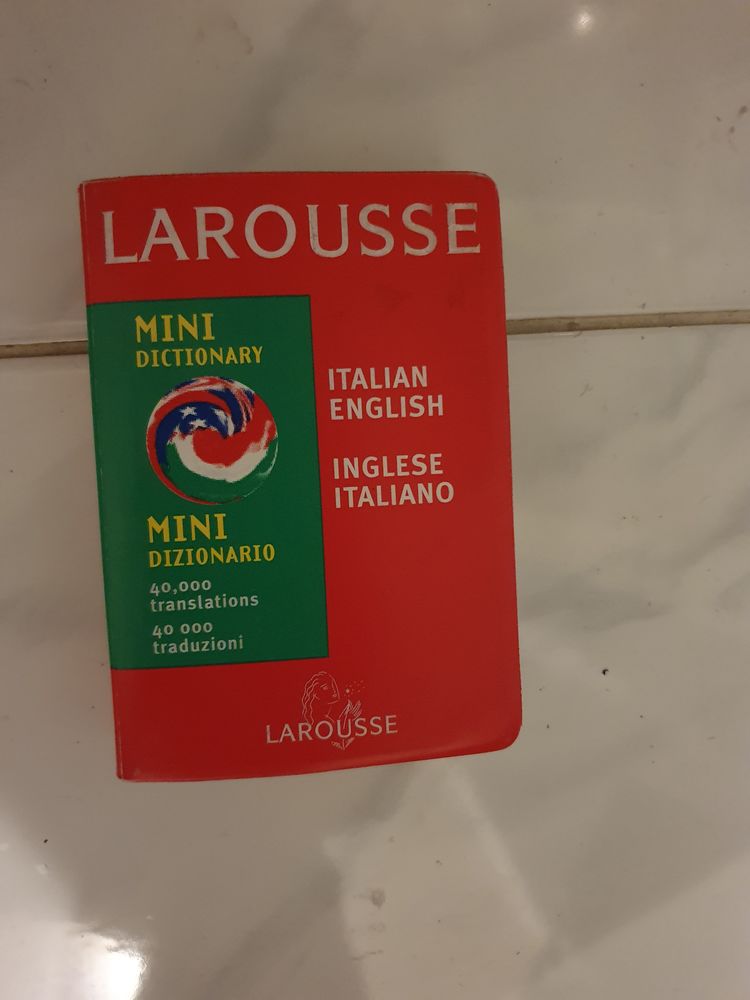 LAROUSSE
MINI
DICTIONARY
MINI
DIZIONARIO
40,000
translations
40 000
traduzioni
ITALIAN
ENGLISH
INGLESE
ITALIANO
LAROUSSE